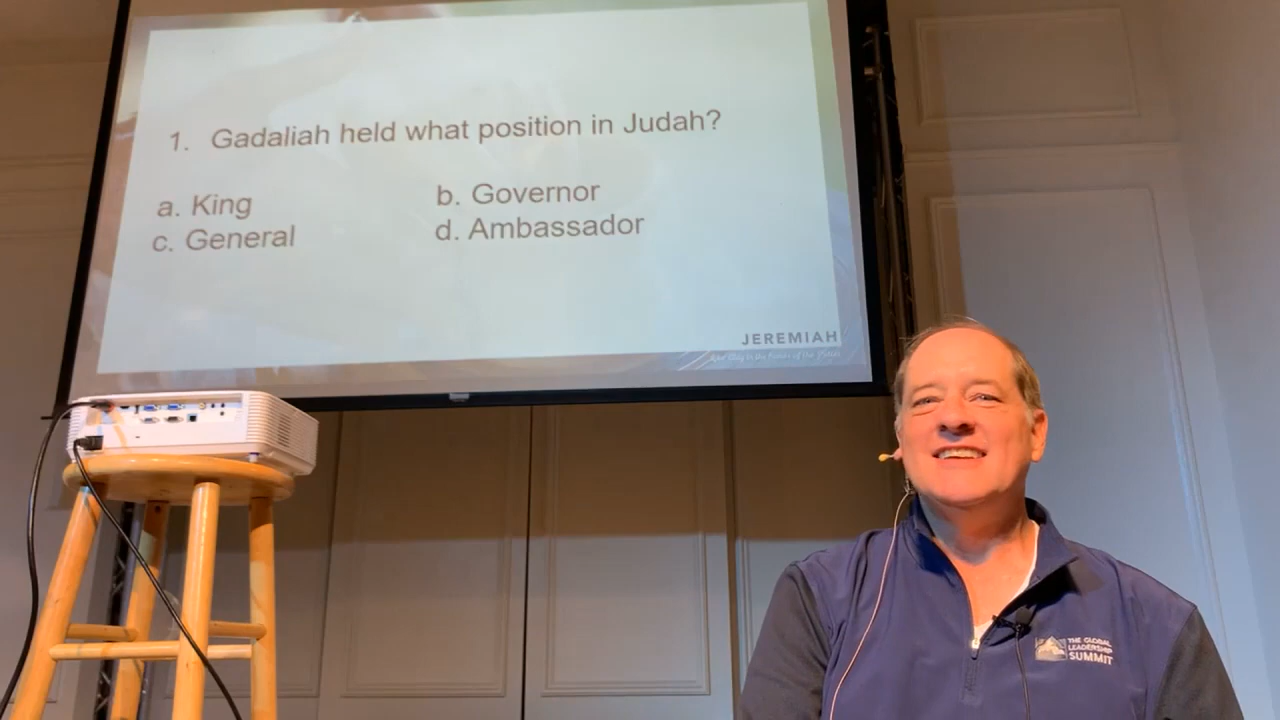 1. Gadaliah held what position in Judah?
a. King
b. Governor
c. General
d. Ambassador
JEREMIAH
THE GLOBAL
LEADERSHIP
SUMMIT